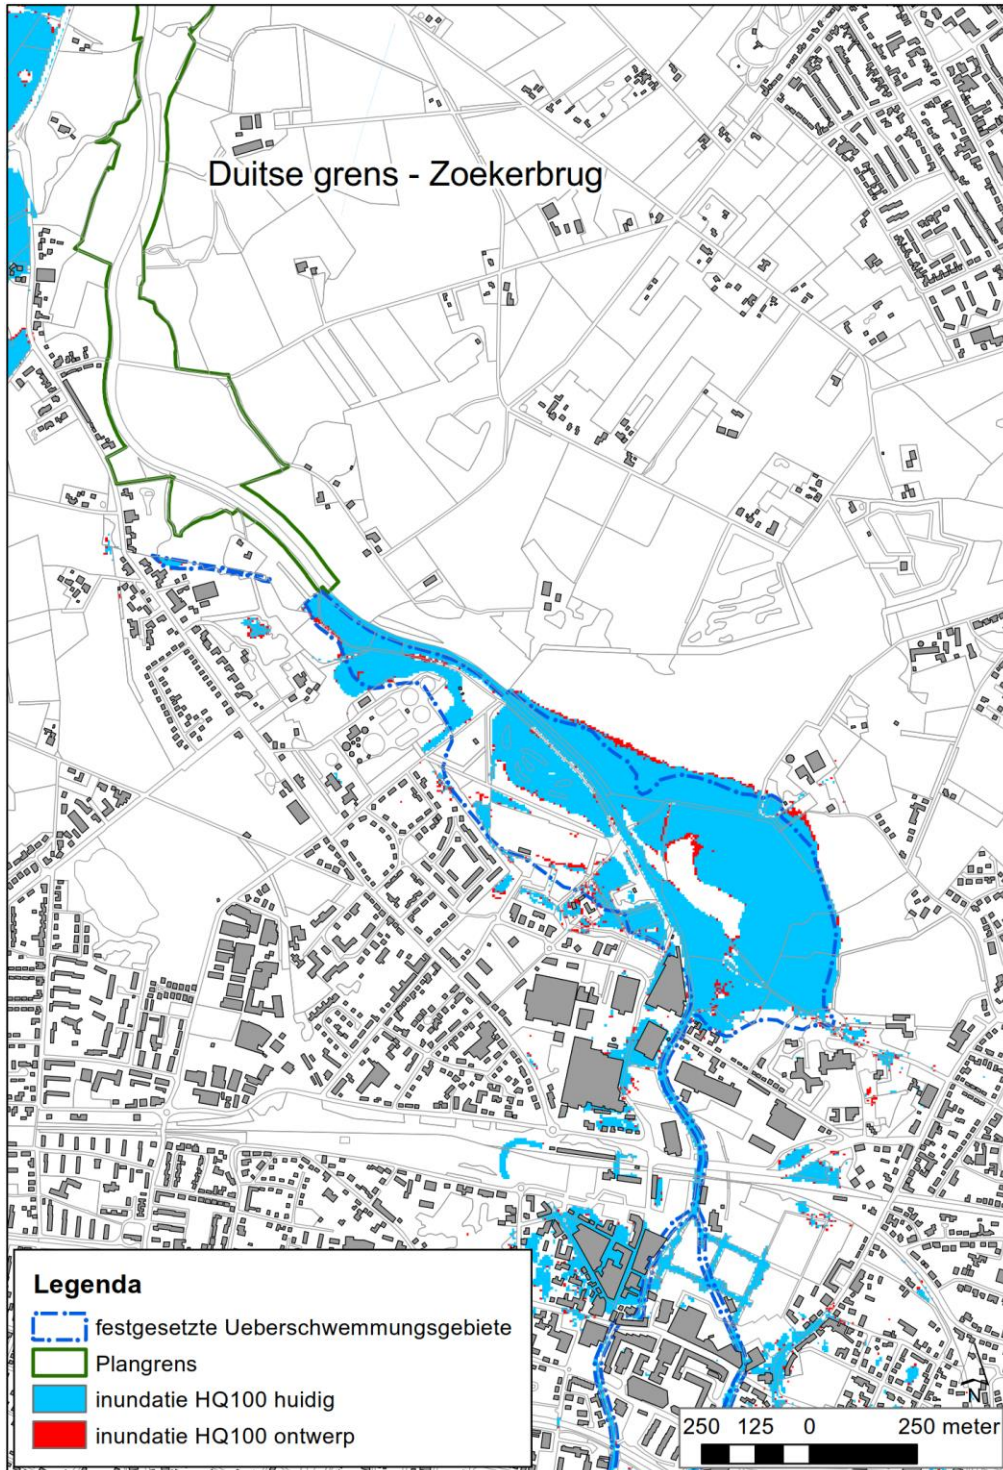 Duitse grens - Zoekerbrug
Legenda
festgesetzte Ueberschwemmungsgebiete
Plangrens
inundatie HQ100 huidig
inundatie HQ100 ontwerp
N
250 125 0 250 meter